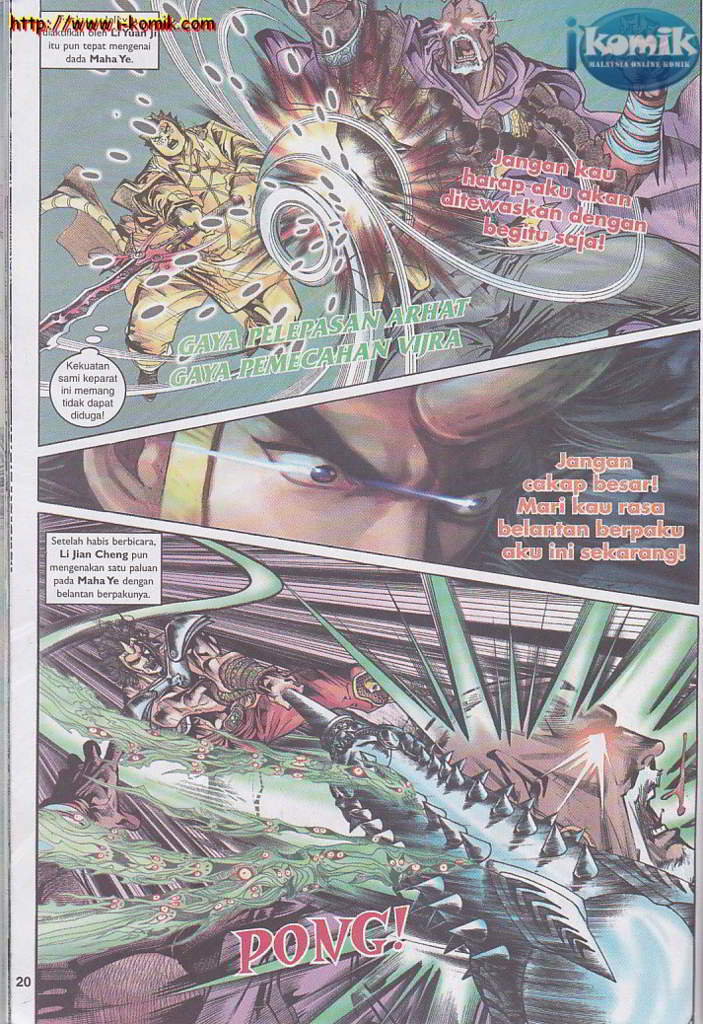 http://www.i-komik.com
ikomik
MALAYSIA ONLINE KOMIK
dilakukan oleh Li Yuan Ji
itu pun tepat mengenai
dada Maha Ye.
Jangan kau
harap aku akan
ditewaskan dengan
begitu saja!
GAYA PELEPASAN ARHAT
GAYA PEMECAHAN VIJRA
Kekuatan
sami keparat
ini memang
tidak dapat
diduga!
Jangan
cakap besar!
Mari kau rasa
belantan berpaku
aku ini sekarang!
Setelah habis berbicara,
Li Jian Cheng pun
mengenakan satu paluan
pada Maha Ye dengan
belantan berpakunya.
PONG!
20